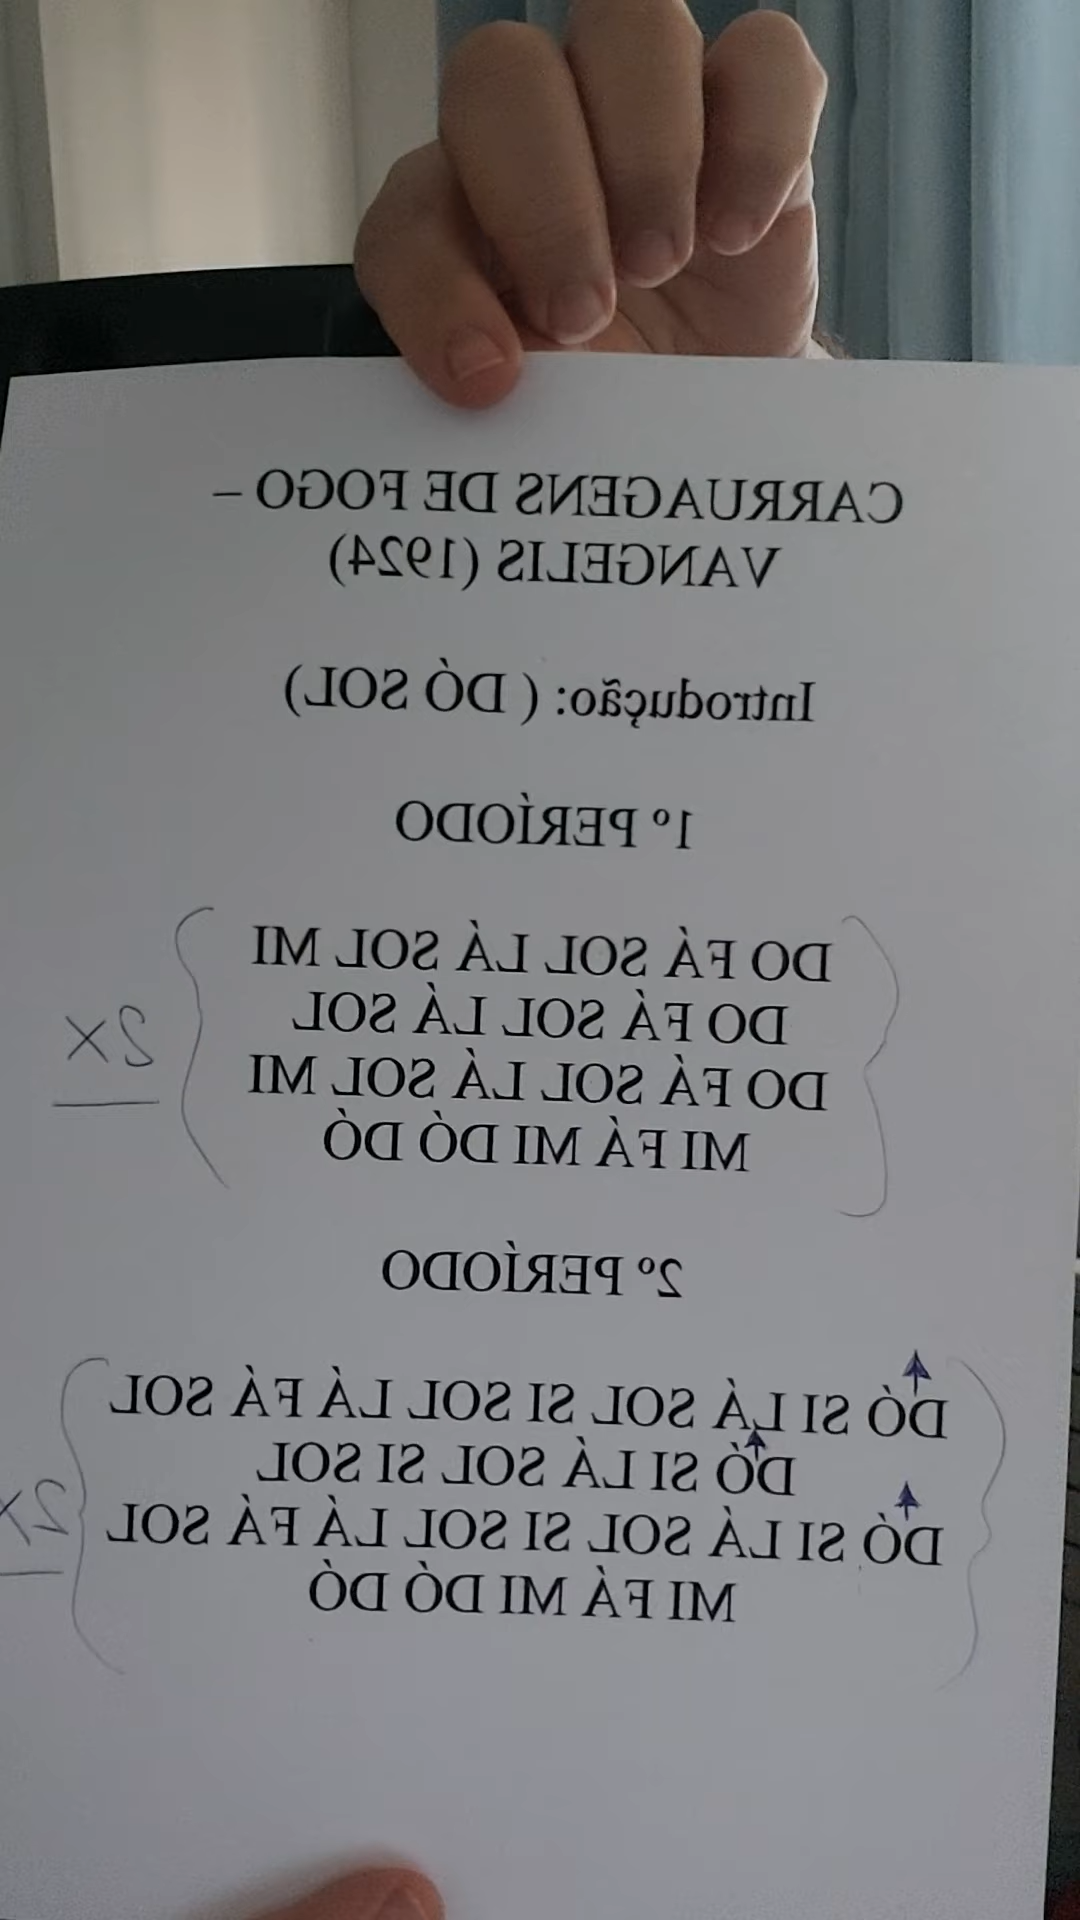 CARRUAGENS DE FOGO –
VANGELIS (1924)
Introdução: ( DÒ SOL)
1º PERÍODO
DO FÀ SOL LÀ SOL MI
DO FÀ SOL LÀ SOL
DO FÀ SOL LÀ SOL MI
MI FÀ MI DÒ DÒ
2X
2º PERÍODO
DÒ SI LÀ SOL SI SOL LÀ FÀ SOL
DÒ SI LÀ SOL SI SOL
DÒ SI LÀ SOL SI SOL LÀ FÀ SOL
MI FÀ MI DÒ DÒ
2X